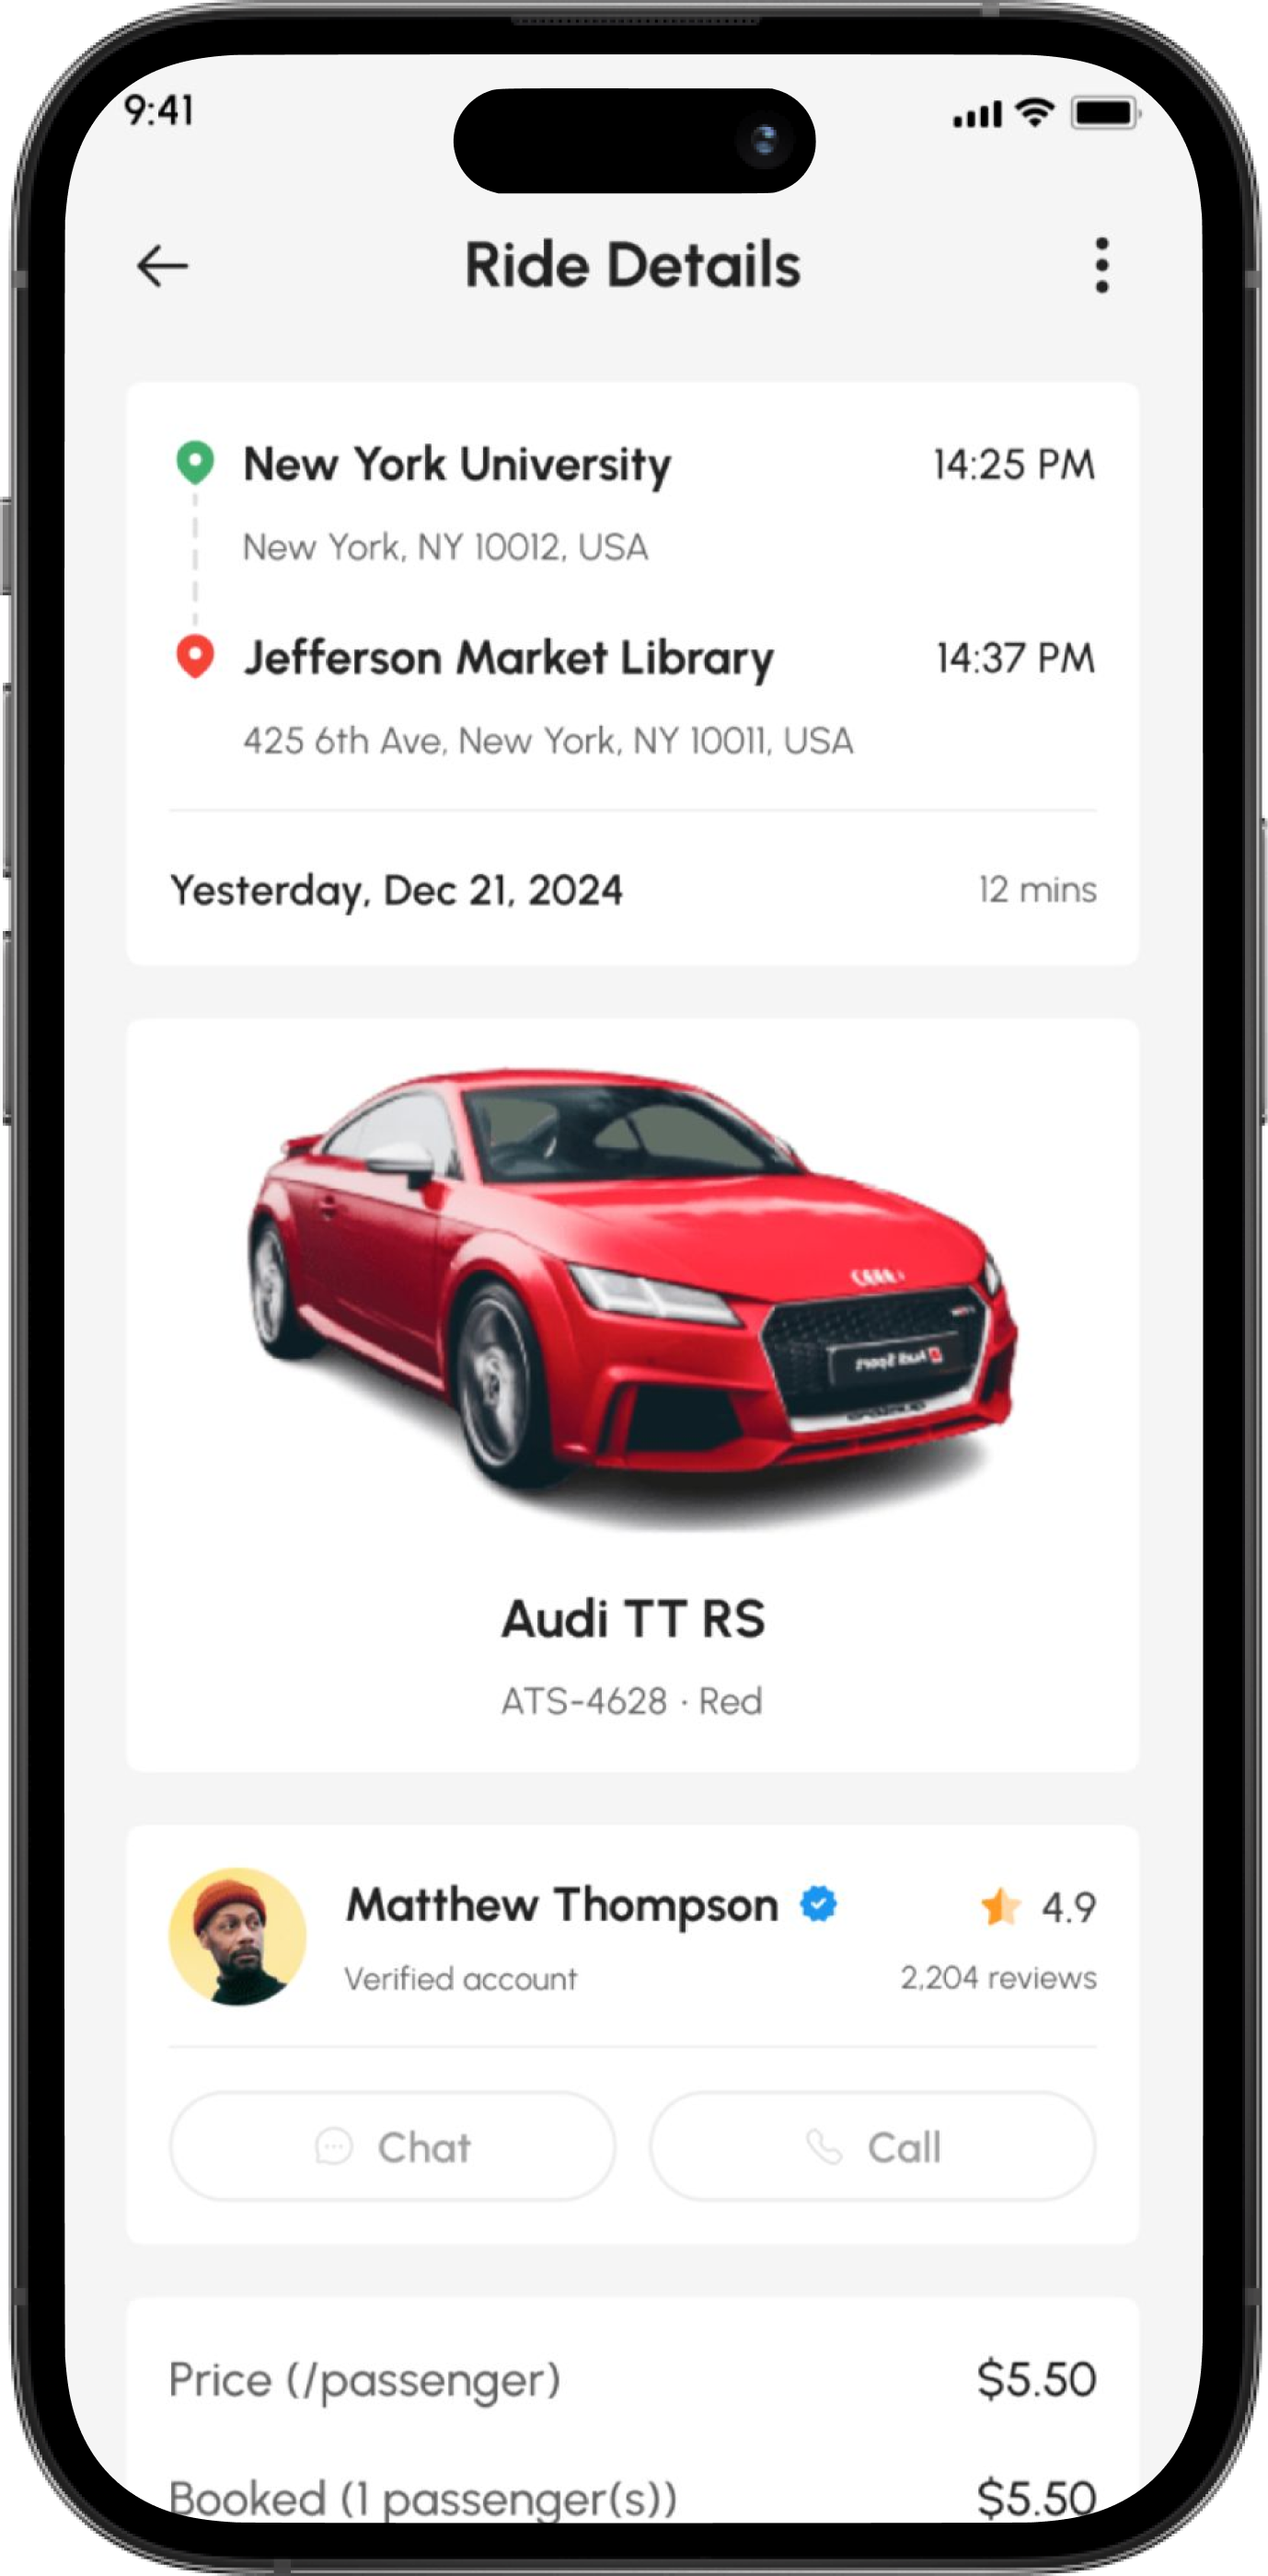 9:41
Ride Details
New York University 14:25 PM
New York, NY 10012, USA
Jefferson Market Library 14:37 PM
425 6th Ave, New York, NY 10011, USA
Yesterday, Dec 21, 2024 12 mins
Audi TT RS
ATS-4628 · Red
Matthew Thompson 4.9
Verified account 2,204 reviews
Chat Call
Price (/passenger) $5.50
Booked (1 passenger(s)) $5.50